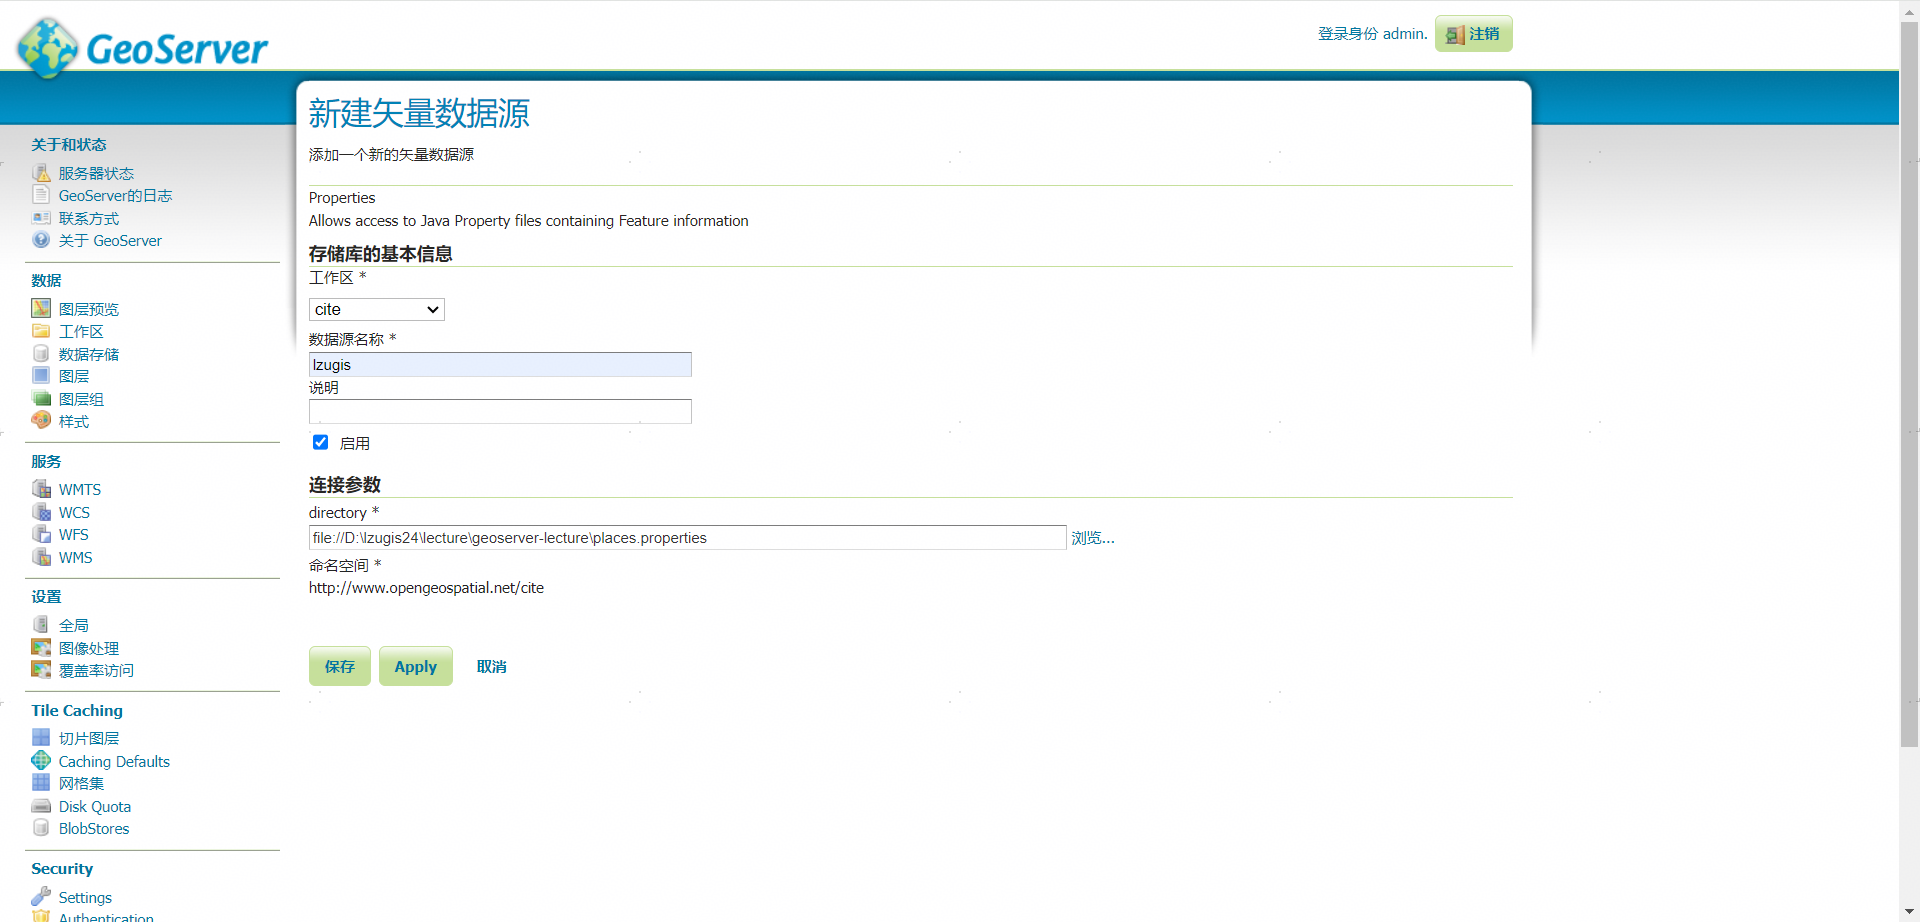 GeoServer
登录身份 admin.
注销
新建矢量数据源
添加一个新的矢量数据源
Properties
Allows access to Java Property files containing Feature information
存储库的基本信息
工作区 *
cite
数据源名称 *
lzugis
说明
启用
连接参数
directory *
file://D:\lzugis24\lecture\geoserver-lecture\places.properties
浏览...
命名空间 *
http://www.opengeospatial.net/cite
保存
Apply
取消
关于和状态
服务器状态
GeoServer的日志
联系方式
关于 GeoServer
数据
图层预览
工作区
数据存储
图层
图层组
样式
服务
WMTS
WCS
WFS
WMS
设置
全局
图像处理
覆盖率访问
Tile Caching
切片图层
Caching Defaults
网格集
Disk Quota
BlobStores
Security
Settings
Authentication